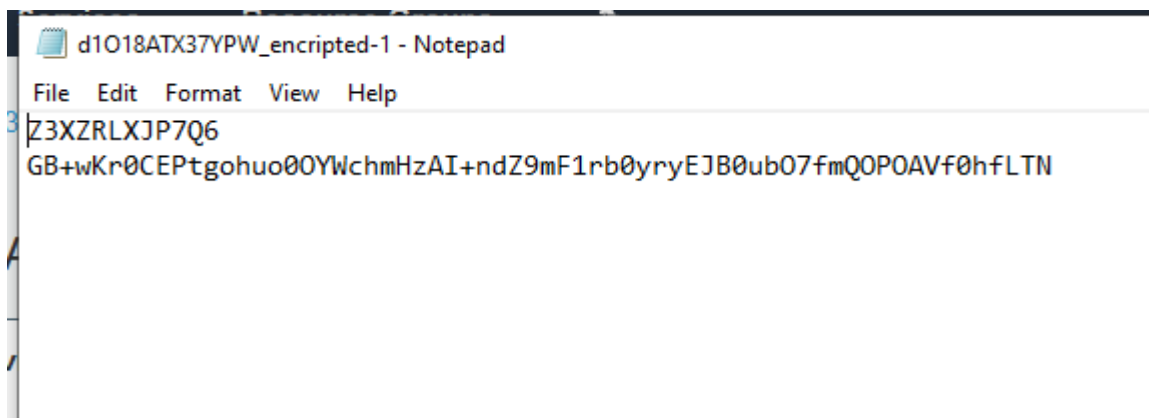 d1O18ATX37YPW_encripted-1 - Notepad
File Edit Format View Help
Z3XZRLXJP7Q6
GB+wKr0CEPtgohuo0OYWchmHzAI+ndZ9mF1rb0yryEJB0ubO7fmQOPOAVf0hfLTN